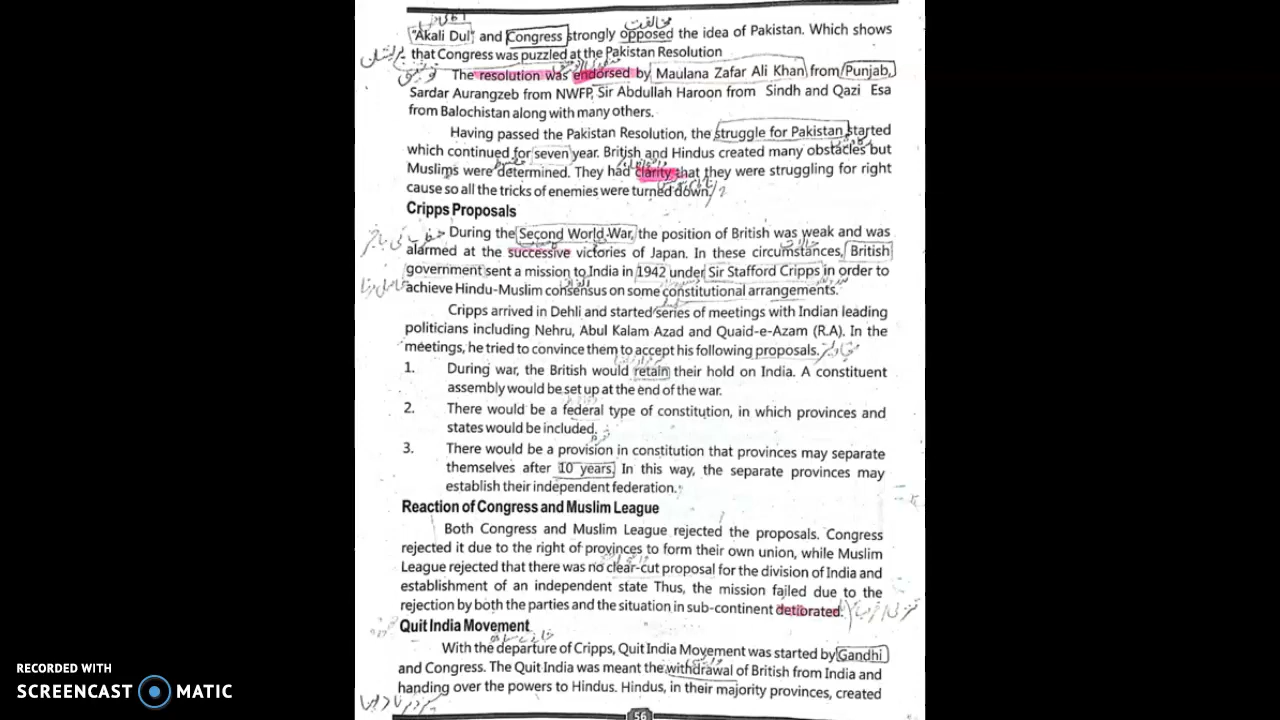 "Akali Dul" and Congress strongly opposed the idea of Pakistan. Which shows
that Congress was puzzled at the Pakistan Resolution
The resolution was endorsed by Maulana Zafar Ali Khan from Punjab,
Sardar Aurangzeb from NWFP, Sir Abdullah Haroon from Sindh and Qazi Esa
from Balochistan along with many others.
Having passed the Pakistan Resolution, the struggle for Pakistan started
which continued for seven year. British and Hindus created many obstacles but
Muslims were determined. They had clarity that they were struggling for right
cause so all the tricks of enemies were turned down.
Cripps Proposals
During the Second World War, the position of British was weak and was
alarmed at the successive victories of Japan. In these circumstances, British
government sent a mission to India in 1942 under Sir Stafford Cripps in order to
achieve Hindu-Muslim consensus on some constitutional arrangements.
Cripps arrived in Dehli and started series of meetings with Indian leading
politicians including Nehru, Abul Kalam Azad and Quaid-e-Azam (R.A). In the
meetings, he tried to convince them to accept his following proposals.
1. During war, the British would retain their hold on India. A constituent
assembly would be set up at the end of the war.
2. There would be a federal type of constitution, in which provinces and
states would be included.
3. There would be a provision in constitution that provinces may separate
themselves after 10 years. In this way, the separate provinces may
establish their independent federation.
Reaction of Congress and Muslim League
Both Congress and Muslim League rejected the proposals. Congress
rejected it due to the right of provinces to form their own union, while Muslim
League rejected that there was no clear-cut proposal for the division of India and
establishment of an independent state Thus, the mission failed due to the
rejection by both the parties and the situation in sub-continent detiorated.
Quit India Movement
With the departure of Cripps, Quit India Movement was started by Gandhi
and Congress. The Quit India was meant the withdrawal of British from India and
handing over the powers to Hindus. Hindus, in their majority provinces, created
56
RECORDED WITH
SCREENCAST MATIC